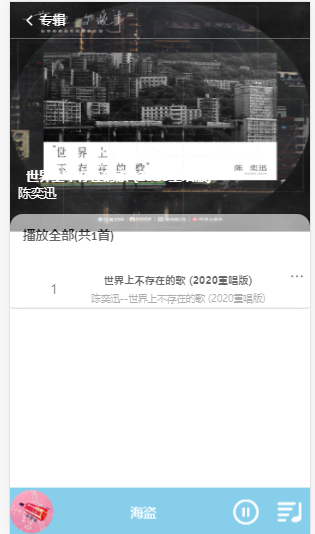 专辑
"世 界 上
不 存 在 的 歌"
陈 奕 迅
世界上不存在的歌 (2020重唱版)
陈奕迅
播放全部(共1首)
1
世界上不存在的歌 (2020重唱版)
陈奕迅--世界上不存在的歌 (2020重唱版)
海盗